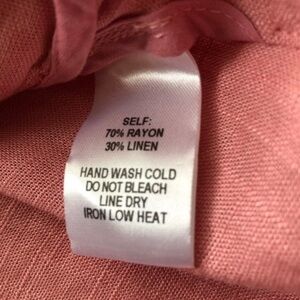 SELF:
70% RAYON
30% LINEN
HAND WASH COLD
DO NOT BLEACH
LINE DRY
IRON LOW HEAT